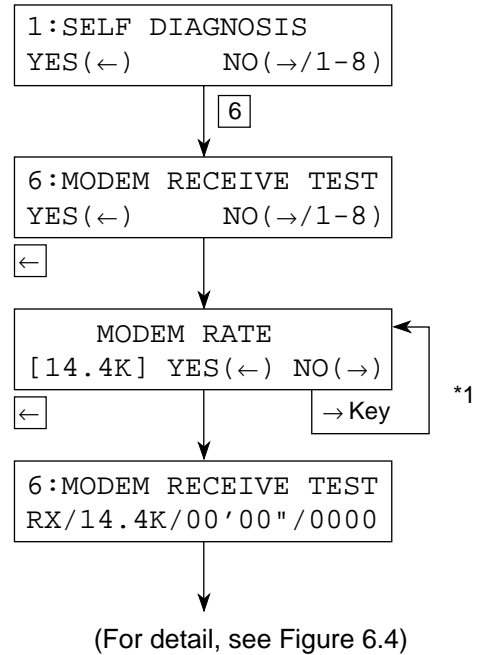 1:SELF DIAGNOSIS
YES(←) NO(→/1-8)
6
6:MODEM RECEIVE TEST
YES(←) NO(→/1-8)
←
MODEM RATE
[14.4K] YES(←) NO(→)
*1
←
→ Key
6:MODEM RECEIVE TEST
RX/14.4K/00'00"/0000
(For detail, see Figure 6.4)